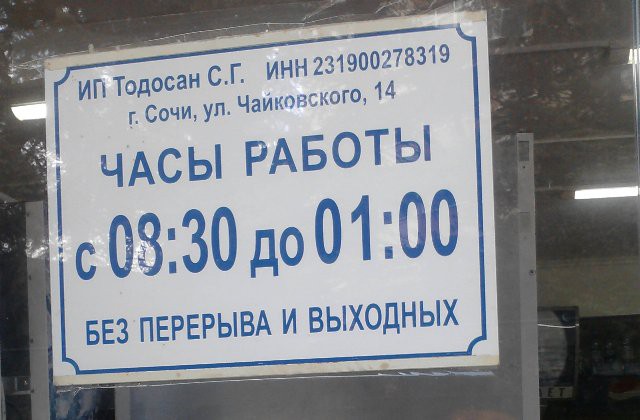 ИП Тодосан С.Г. ИНН 231900278319
г. Сочи, ул. Чайковского, 14
ЧАСЫ РАБОТЫ
с 08:30 до 01:00
БЕЗ ПЕРЕРЫВА И ВЫХОДНЫХ